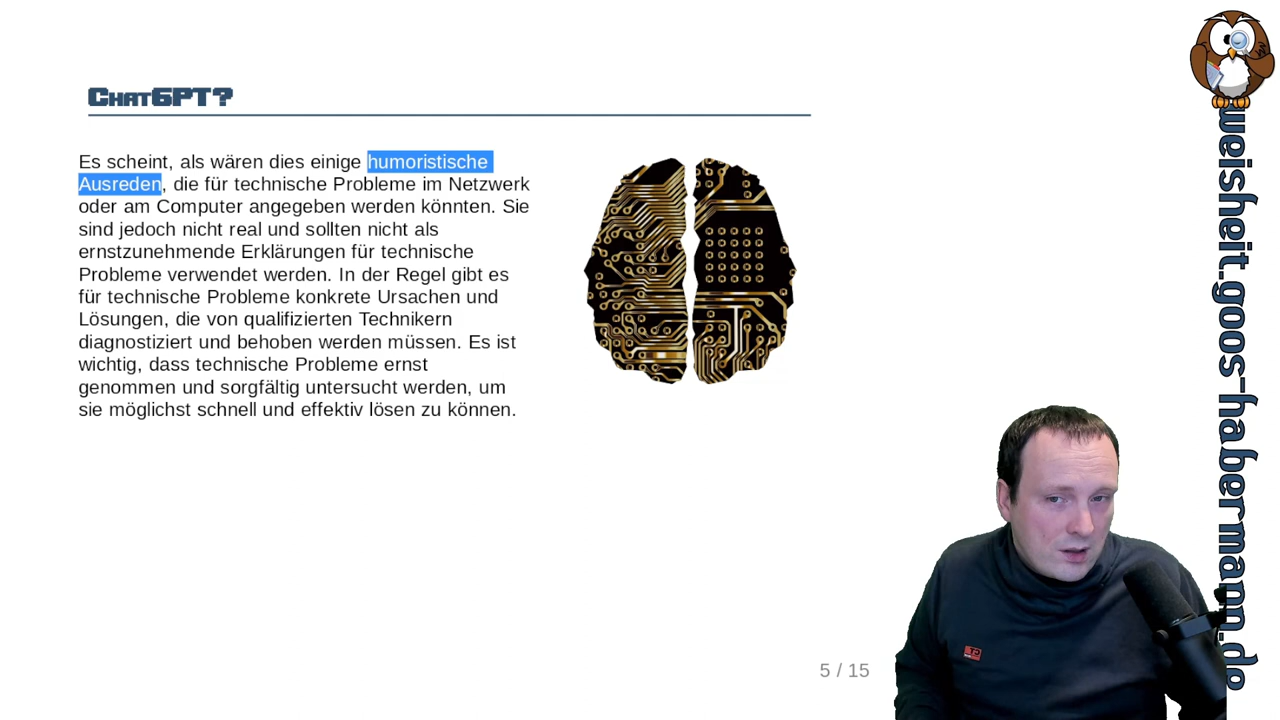 ChatGPT?
Es scheint, als wären dies einige humoristische
Ausreden, die für technische Probleme im Netzwerk
oder am Computer angegeben werden könnten. Sie
sind jedoch nicht real und sollten nicht als
ernstzunehmende Erklärungen für technische
Probleme verwendet werden. In der Regel gibt es
für technische Probleme konkrete Ursachen und
Lösungen, die von qualifizierten Technikern
diagnostiziert und behoben werden müssen. Es ist
wichtig, dass technische Probleme ernst
genommen und sorgfältig untersucht werden, um
sie möglichst schnell und effektiv lösen zu können.
5 / 15
weisheit.goos-habermann.de